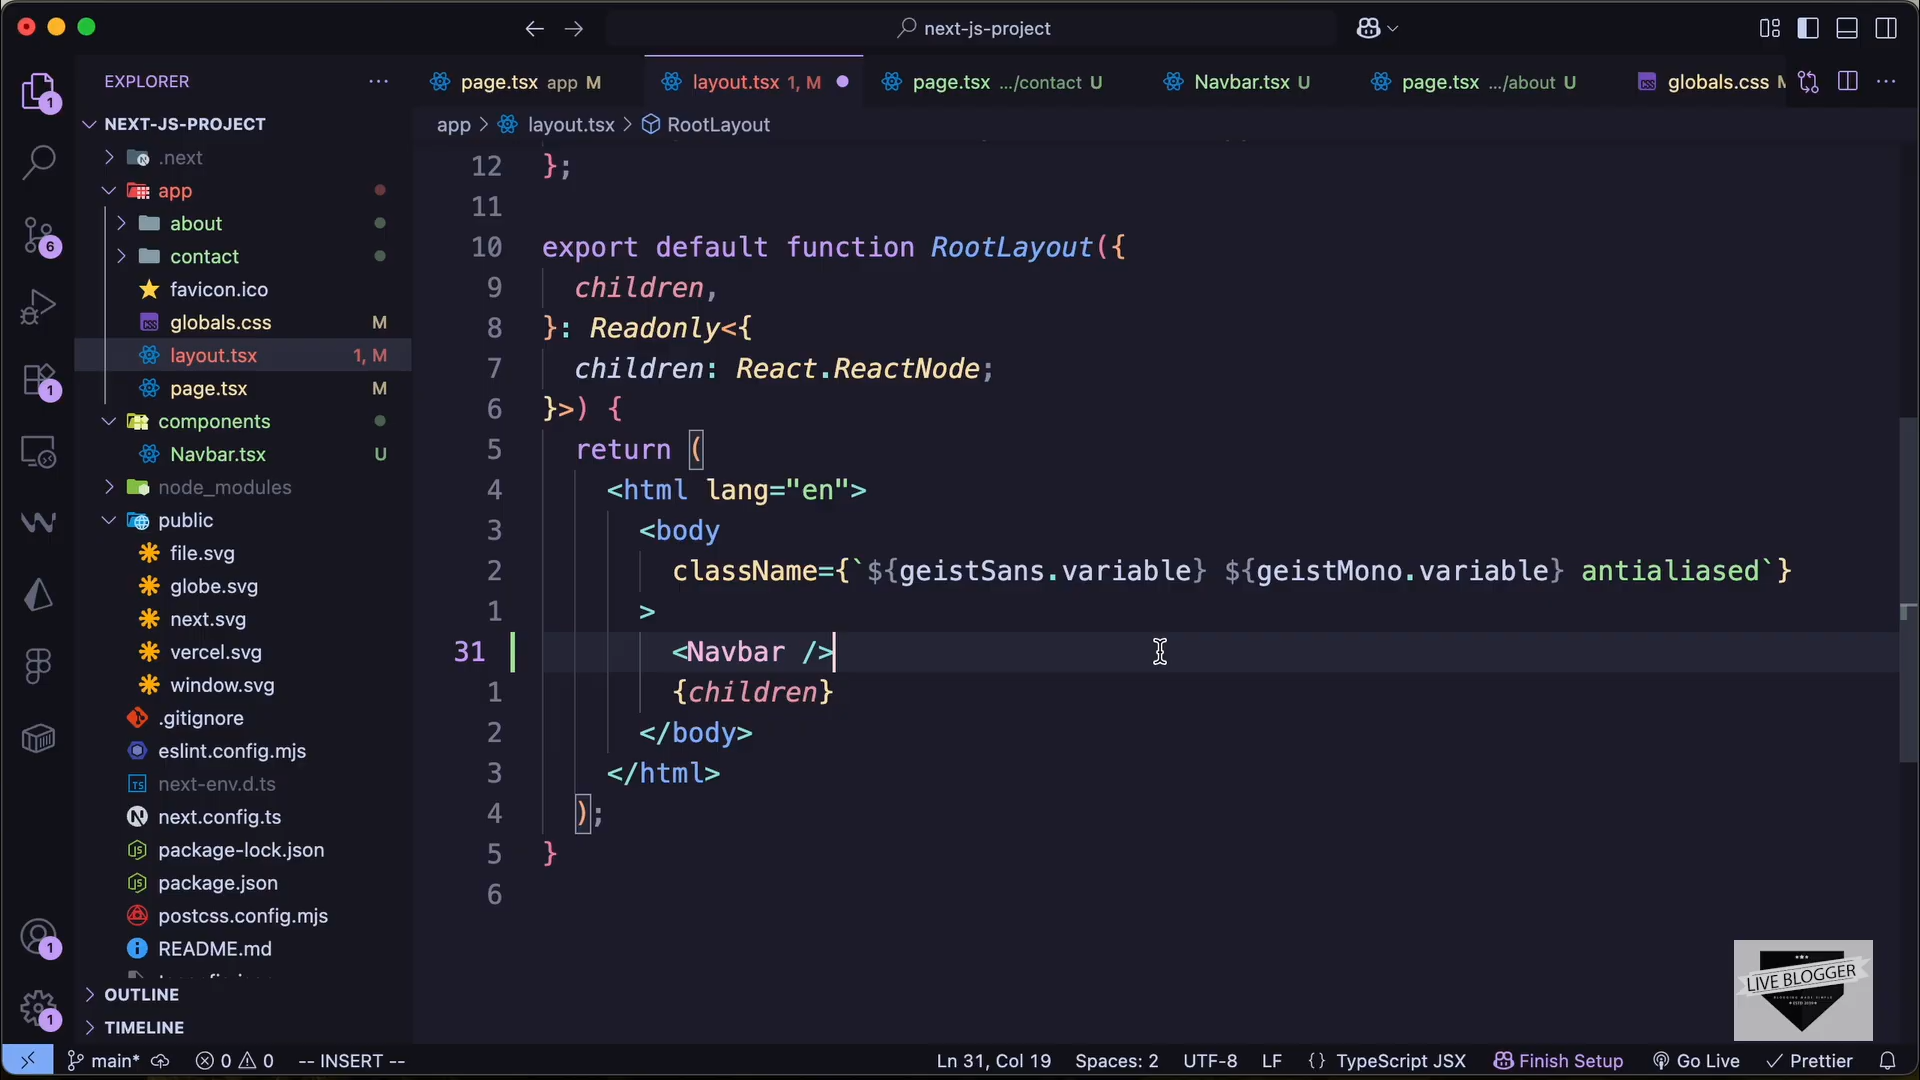 next-js-project
EXPLORER
page.tsx app M
layout.tsx 1, M
page.tsx .../contact U
Navbar.tsx U
page.tsx .../about U
globals.css M
NEXT-JS-PROJECT
.next
app
about
contact
favicon.ico
globals.css M
layout.tsx 1, M
page.tsx M
components
Navbar.tsx U
node_modules
public
file.svg
globe.svg
next.svg
vercel.svg
window.svg
.gitignore
eslint.config.mjs
next-env.d.ts
next.config.ts
package-lock.json
package.json
postcss.config.mjs
README.md
OUTLINE
TIMELINE
1
6
1
1
1
app > layout.tsx > RootLayout
12 };
11
10 export default function RootLayout({
9 children,
8 }: Readonly<{
7 children: React.ReactNode;
6 }>) {
5 return (
4 <html lang="en">
3 <body
2 className={`${geistSans.variable} ${geistMono.variable} antialiased`}
1 >
31 <Navbar />
1 {children}
2 </body>
3 </html>
4 );
5 }
6
LIVE BLOGGER
main* 0 0 -- INSERT --
Ln 31, Col 19 Spaces: 2 UTF-8 LF {} TypeScript JSX Finish Setup Go Live Prettier